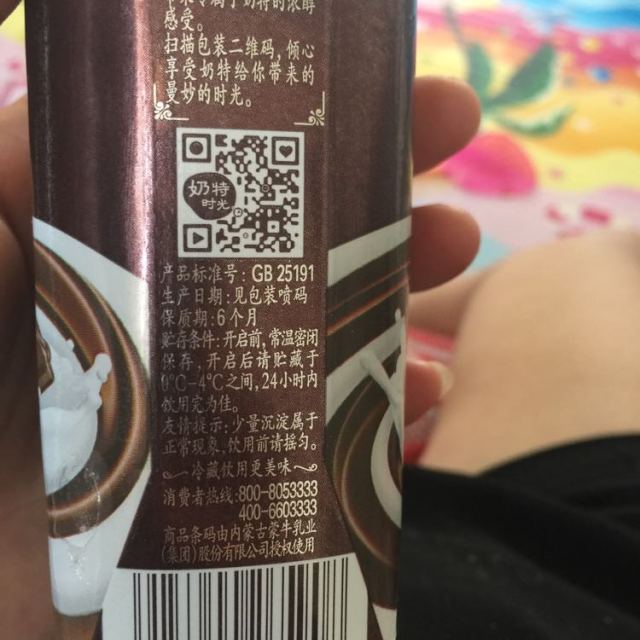 感受。
扫描包装二维码，倾心
享受奶特给你带来的
曼妙的时光。
奶特
时光
产品标准号：GB 25191
生产日期：见包装喷码
保质期：6个月
贮存条件：开启前，常温密闭
保存，开启后请贮藏于
0℃-4℃之间，24小时内
饮用完为佳。
友情提示：少量沉淀属于
正常现象，饮用前请摇匀。
冷藏饮用更美味
消费者热线：800-8053333
400-6603333
商品条码由内蒙古蒙牛乳业
(集团)股份有限公司授权使用